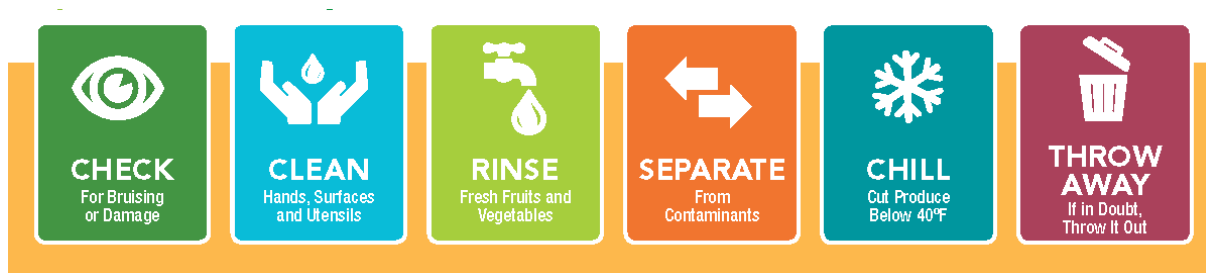 CHECK
For Bruising
or Damage
CLEAN
Hands, Surfaces
and Utensils
RINSE
Fresh Fruits and
Vegetables
SEPARATE
From
Contaminants
CHILL
Cut Produce
Below 40ºF
THROW
AWAY
If in Doubt,
Throw It Out